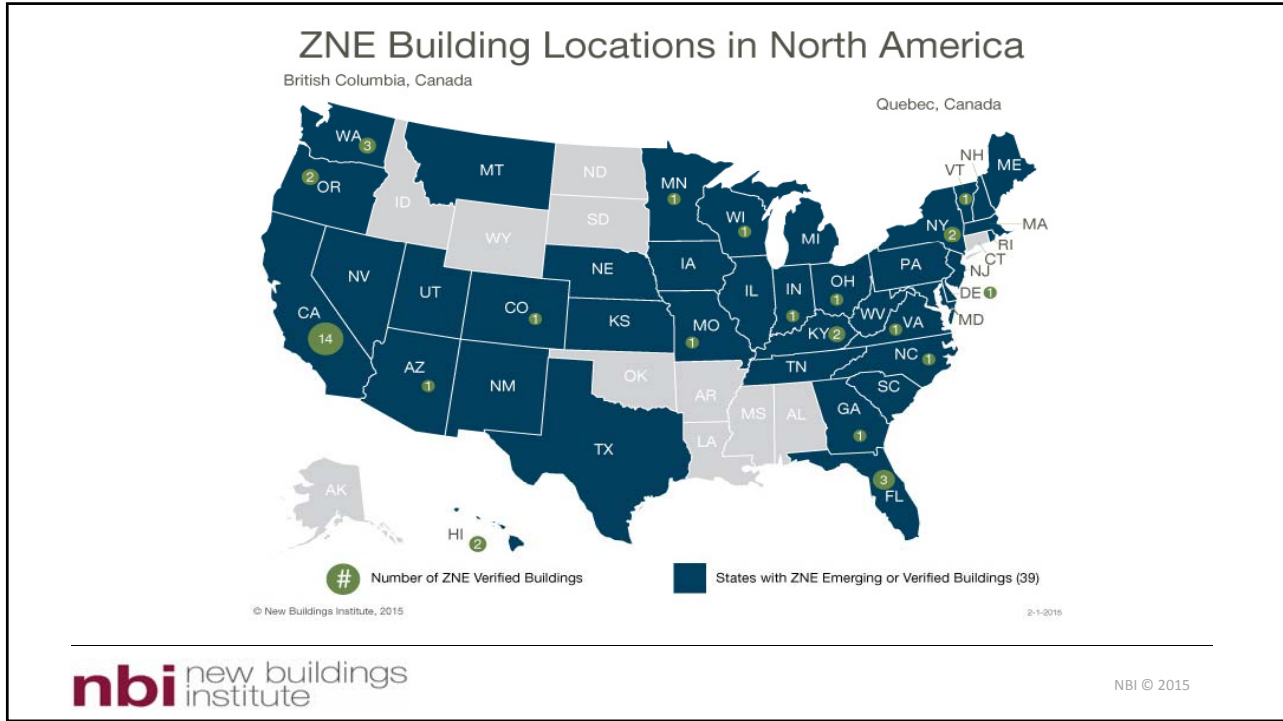 ZNE Building Locations in North America
British Columbia, Canada
Quebec, Canada
WA 3
MT
ND
MN 1
VT 1
NH
ME
2 OR
ID
SD
WI 1
MI
NY 2
MA
RI
CT
WY
NE
IA
PA
NJ
NV
UT
CO 1
IL
IN 1
OH 1
DE 1
MD
CA 14
KS
MO 1
KY 2
WV
VA 1
AZ 1
NM
OK
AR
TN
NC 1
SC
TX
LA
MS
AL
GA 1
3 FL
AK
HI 2
# Number of ZNE Verified Buildings
States with ZNE Emerging or Verified Buildings (39)
© New Buildings Institute, 2015
2-1-2015
nbi new buildings
institute
NBI © 2015